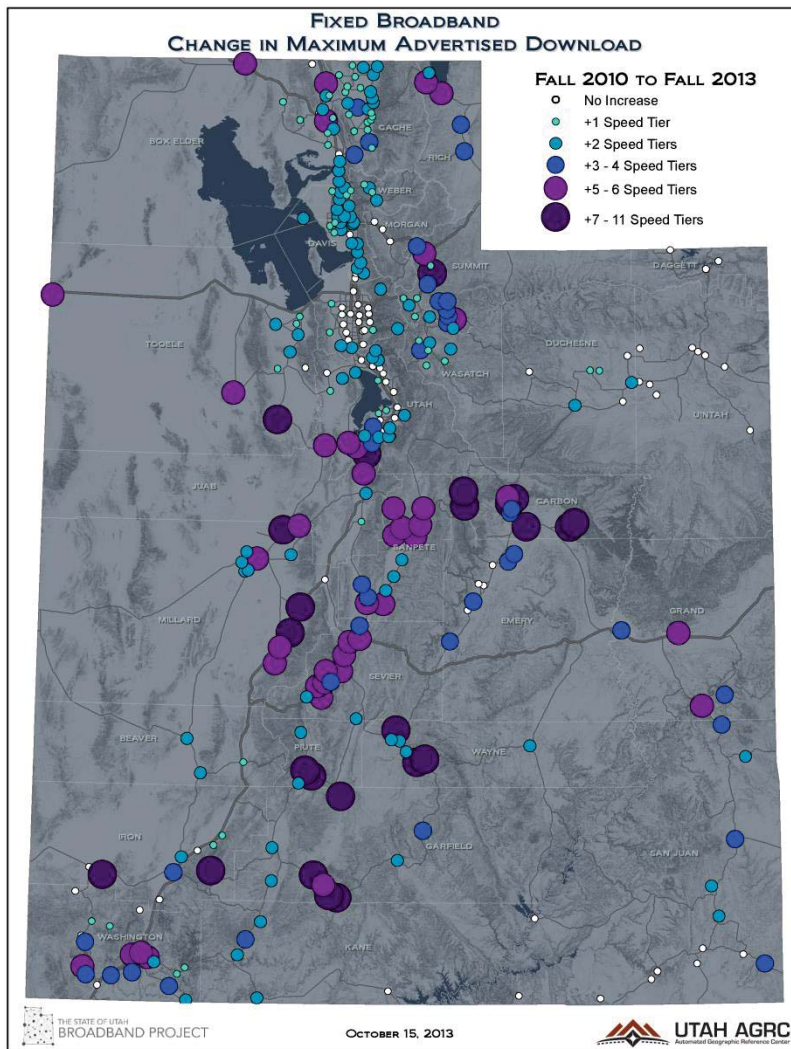 Fixed Broadband
Change in Maximum Advertised Download
Fall 2010 to Fall 2013
No Increase
+1 Speed Tier
+2 Speed Tiers
+3 - 4 Speed Tiers
+5 - 6 Speed Tiers
+7 - 11 Speed Tiers
BOX ELDER
CACHE
RICH
WEBER
MORGAN
DAVIS
SUMMIT
DAGGETT
TOOELE
DUCHESNE
WASATCH
UTAH
UINTAH
JUAB
CARBON
SANPETE
MILLARD
EMERY
GRAND
SEVIER
BEAVER
PIUTE
WAYNE
IRON
GARFIELD
SAN JUAN
WASHINGTON
KANE
THE STATE OF UTAH
BROADBAND PROJECT
October 15, 2013
UTAH AGRC
Automated Geographic Reference Center